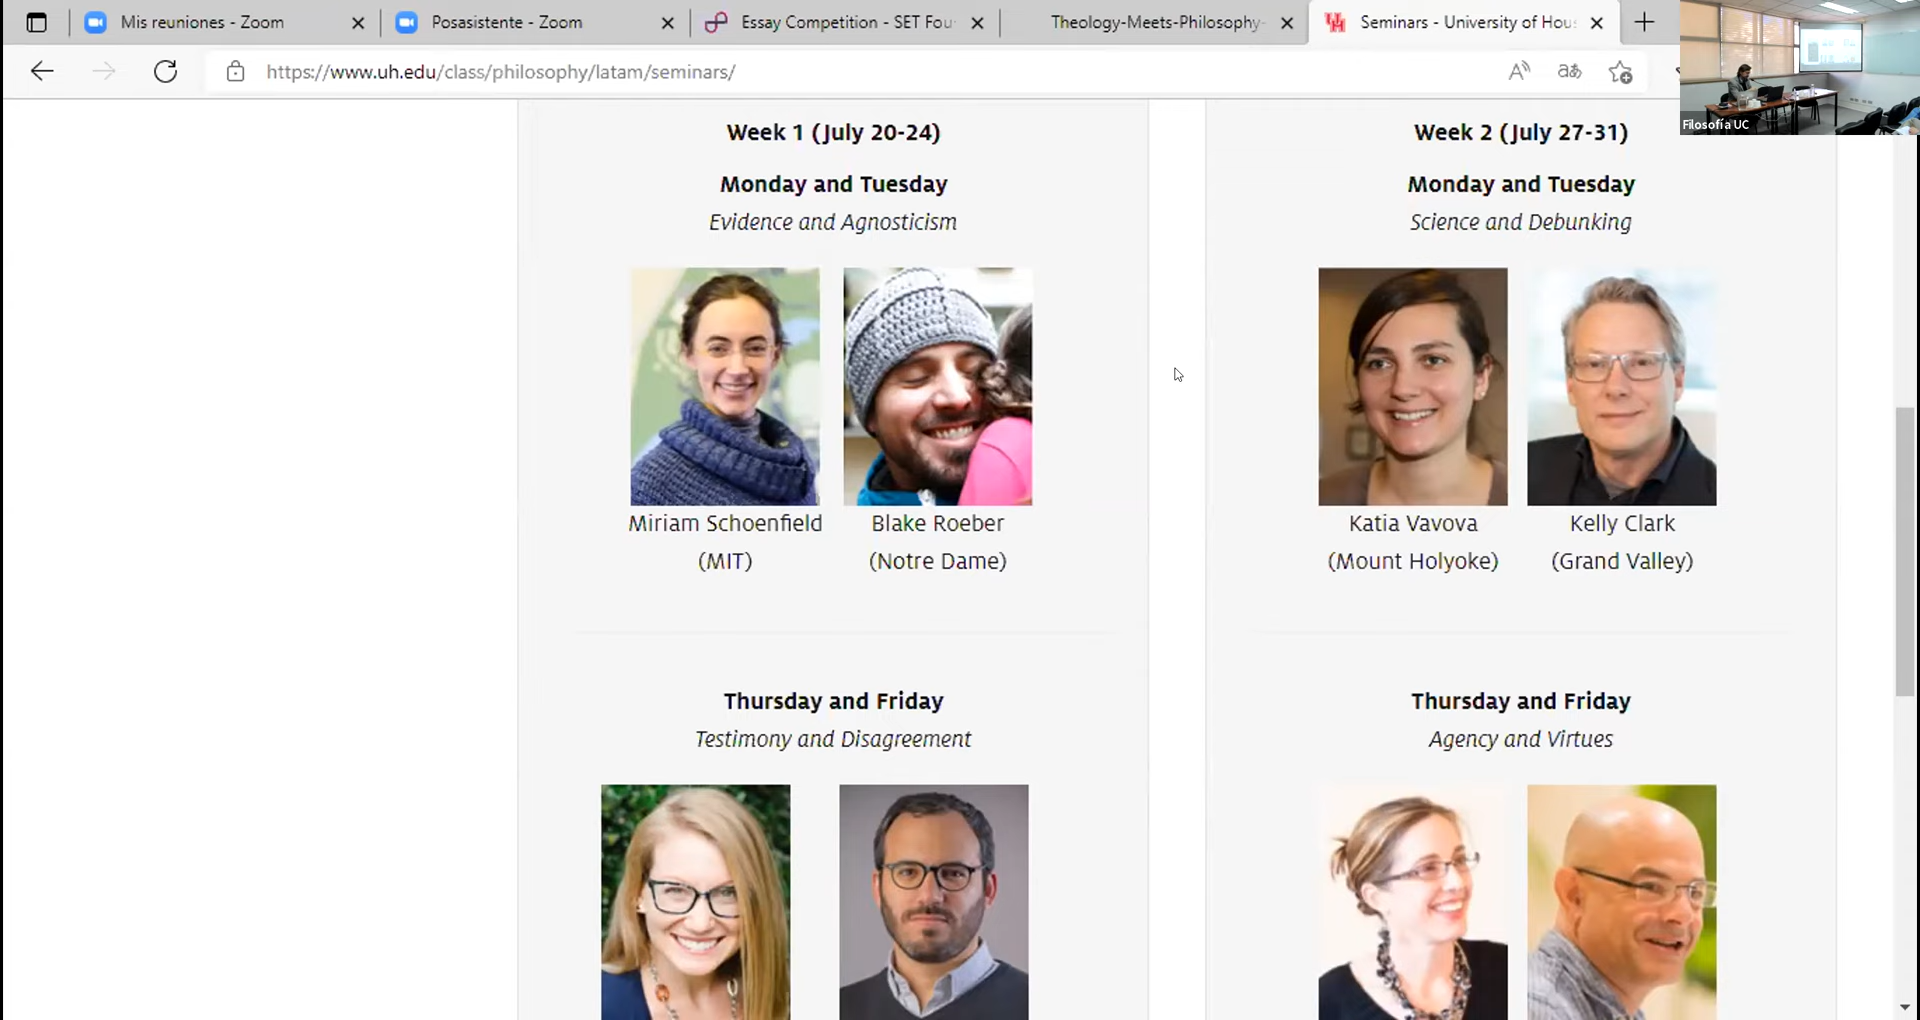 Mis reuniones - Zoom
Posasistente - Zoom
Essay Competition - SET Fou
Theology-Meets-Philosophy-
Seminars - University of Hous
https://www.uh.edu/class/philosophy/latam/seminars/
Filosofía UC
Week 1 (July 20-24)
Monday and Tuesday
Evidence and Agnosticism
Miriam Schoenfield
(MIT)
Blake Roeber
(Notre Dame)
Thursday and Friday
Testimony and Disagreement
Week 2 (July 27-31)
Monday and Tuesday
Science and Debunking
Katia Vavova
(Mount Holyoke)
Kelly Clark
(Grand Valley)
Thursday and Friday
Agency and Virtues